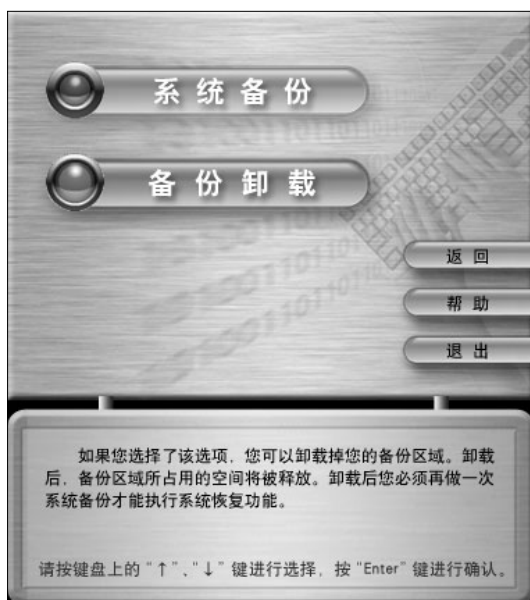 系统备份
备份卸载
返回
帮助
退出
如果您选择了该选项，您可以卸载掉您的备份区域。卸载
后，备份区域所占用的空间将被释放。卸载后您必须再做一次
系统备份才能执行系统恢复功能。
请按键盘上的“↑”、“↓”键进行选择，按“Enter”键进行确认。